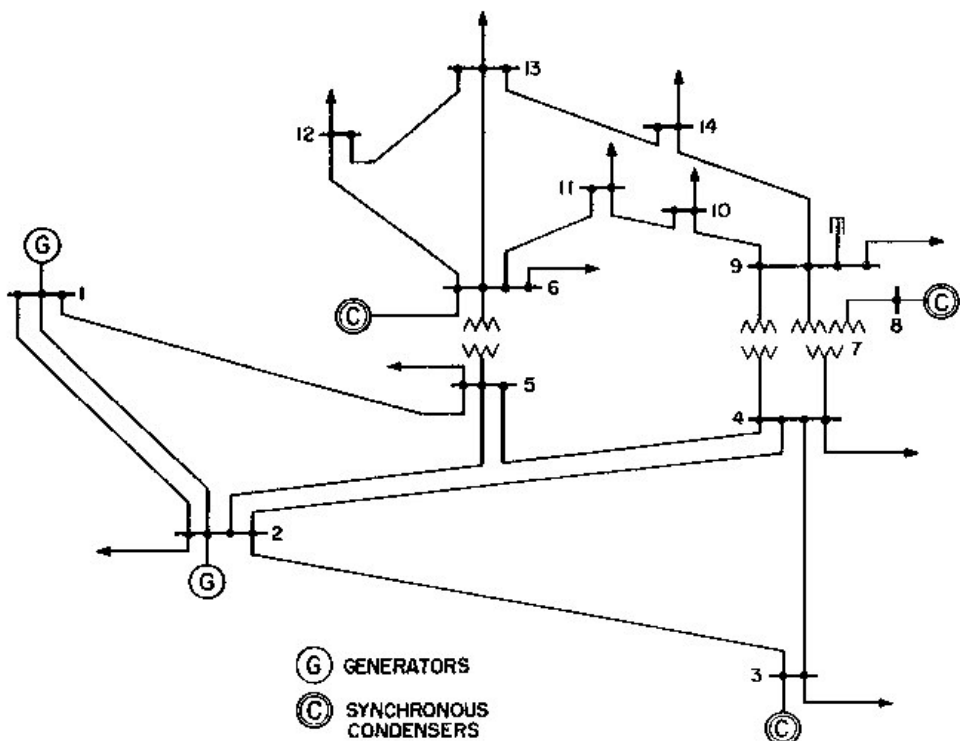 13
12
14
11
10
G
1
9
6
C
8
C
7
5
4
2
G
G GENERATORS
3
C SYNCHRONOUS
CONDENSERS
C